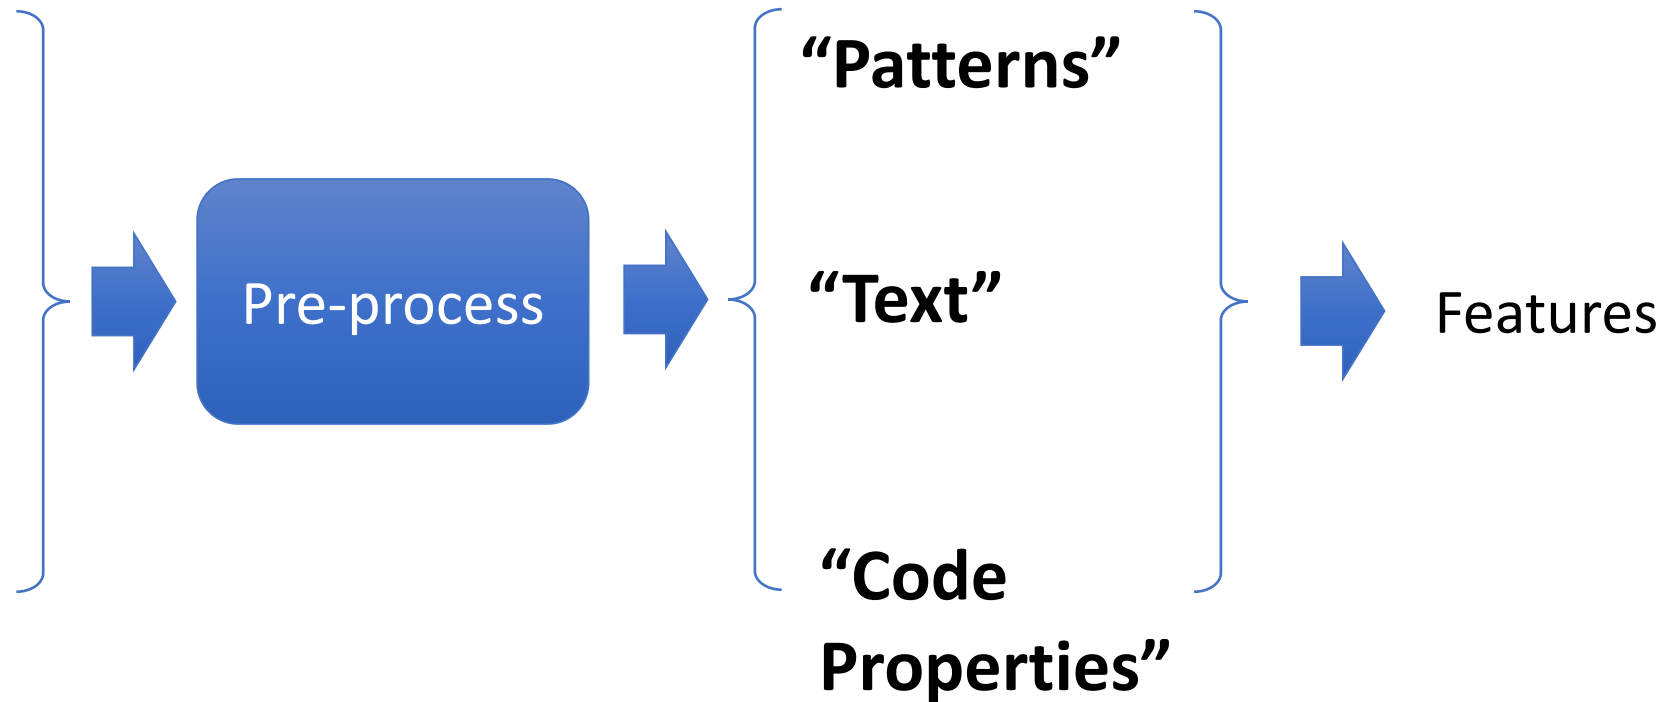 “Patterns”
Pre-process
“Text”
Features
“Code
Properties”